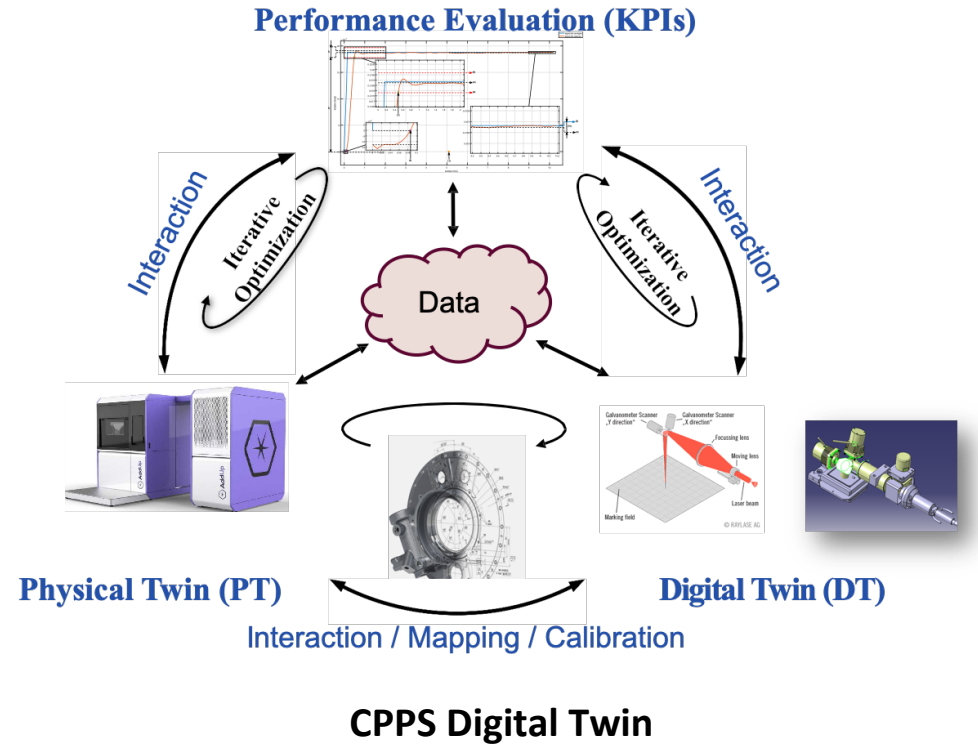 Performance Evaluation (KPIs)
Interaction
Iterative
Optimization
Interaction
Iterative
Optimization
Data
AddUp
AddUp
Galvanometer Scanner
„Y direction"
Galvanometer Scanner
„X direction"
Focussing lens
Moving lens
Laser beam
Marking field
© RAYLASE AG
Physical Twin (PT)
Digital Twin (DT)
Interaction / Mapping / Calibration
CPPS Digital Twin